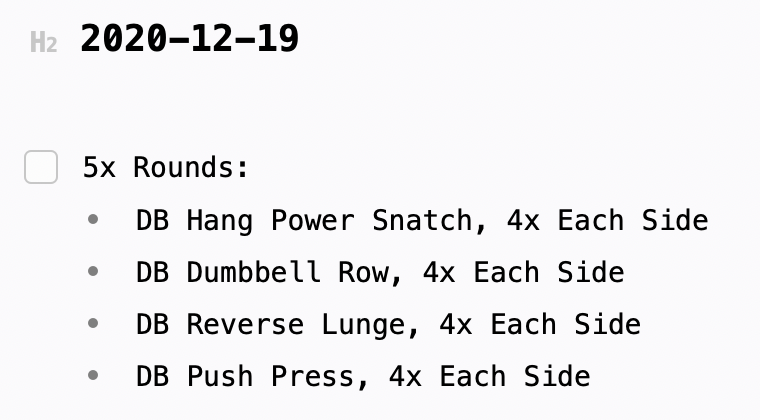 H2 2020-12-19
5x Rounds:
• DB Hang Power Snatch, 4x Each Side
• DB Dumbbell Row, 4x Each Side
• DB Reverse Lunge, 4x Each Side
• DB Push Press, 4x Each Side